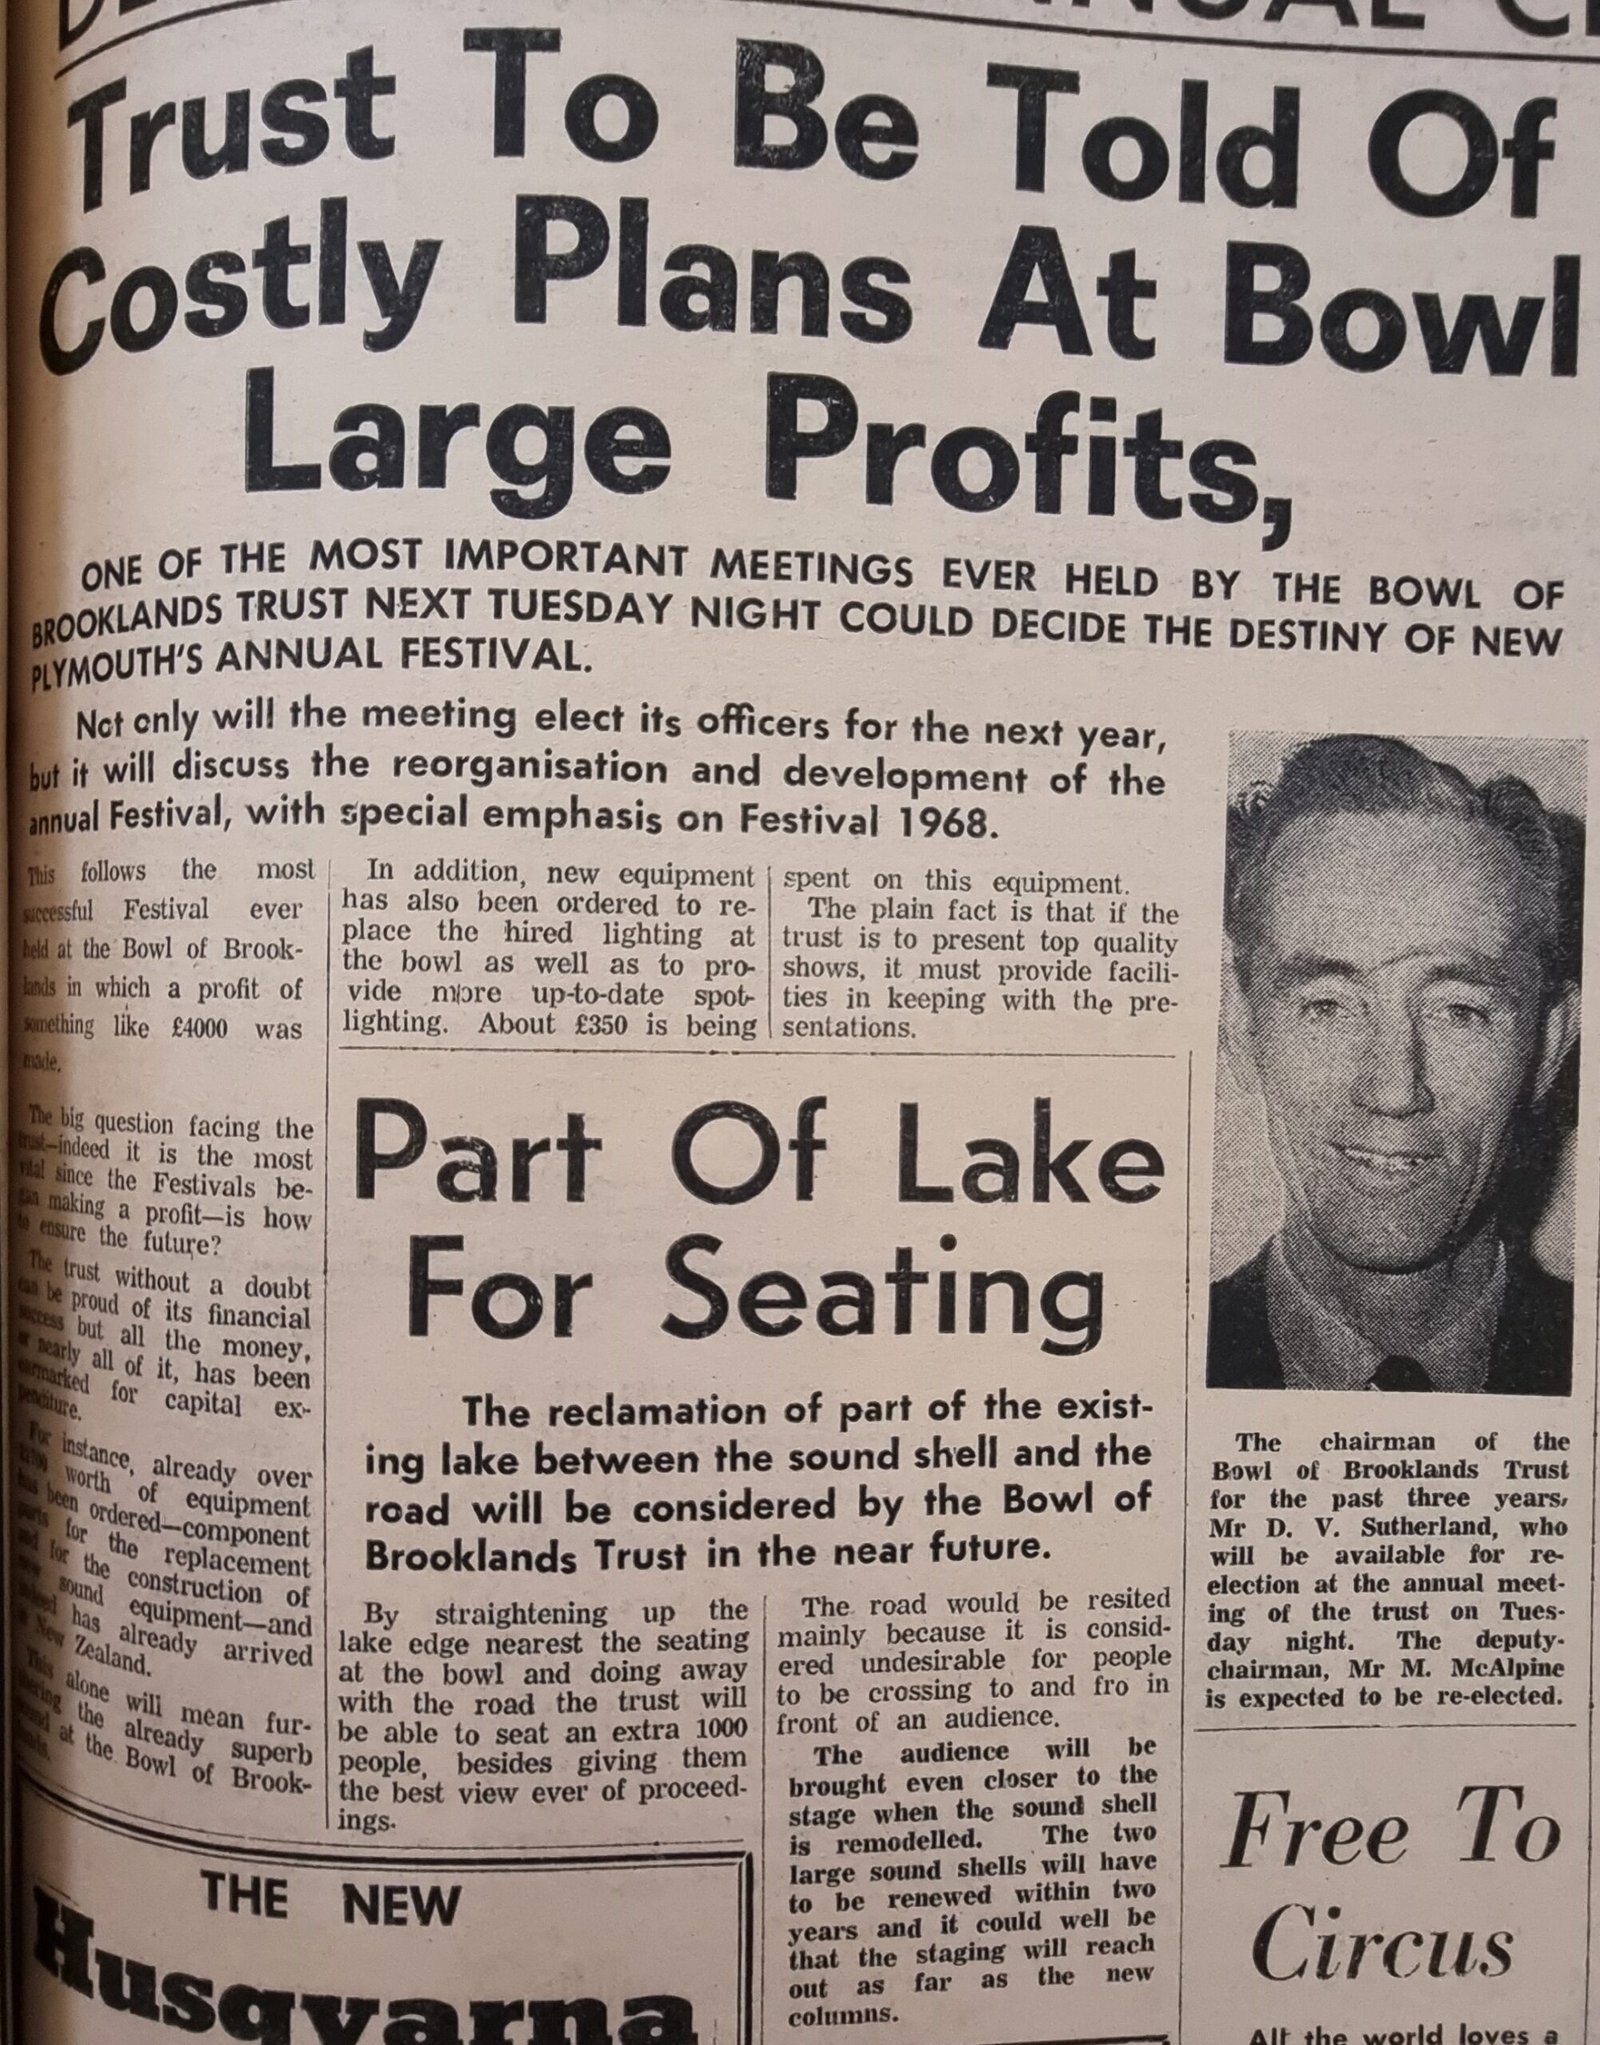 Trust To Be Told Of
Costly Plans At Bowl
Large Profits,
ONE OF THE MOST IMPORTANT MEETINGS EVER HELD BY THE BOWL OF
BROOKLANDS TRUST NEXT TUESDAY NIGHT COULD DECIDE THE DESTINY OF NEW
PLYMOUTH'S ANNUAL FESTIVAL.
Not only will the meeting elect its officers for the next year,
but it will discuss the reorganisation and development of the
annual Festival, with special emphasis on Festival 1968.
This follows the most
successful Festival ever
held at the Bowl of Brook-
lands in which a profit of
something like £4000 was
made.
The big question facing the
trust—indeed it is the most
vital since the Festivals be-
gan making a profit—is how
to ensure the future?
The trust without a doubt
can be proud of its financial
success but all the money,
or nearly all of it, has been
earmarked for capital ex-
penditure.
For instance, already over
worth of equipment
has been ordered—component
parts for the replacement
and for the construction of
new sound equipment—and
indeed has already arrived
in New Zealand.
This alone will mean fur-
thering the already superb
sound at the Bowl of Brook-
lands.
In addition, new equipment
has also been ordered to re-
place the hired lighting at
the bowl as well as to pro-
vide more up-to-date spot-
lighting. About £350 is being
spent on this equipment.
The plain fact is that if the
trust is to present top quality
shows, it must provide facili-
ties in keeping with the pre-
sentations.
Part Of Lake
For Seating
The reclamation of part of the exist-
ing lake between the sound shell and the
road will be considered by the Bowl of
Brooklands Trust in the near future.
By straightening up the
lake edge nearest the seating
at the bowl and doing away
with the road the trust will
be able to seat an extra 1000
people, besides giving them
the best view ever of proceed-
ings.
The road would be resited
mainly because it is consid-
ered undesirable for people
to be crossing to and fro in
front of an audience.
The audience will be
brought even closer to the
stage when the sound shell
is remodelled. The two
large sound shells will have
to be renewed within two
years and it could well be
that the staging will reach
out as far as the new
columns.
The chairman of the
Bowl of Brooklands Trust
for the past three years,
Mr D. V. Sutherland, who
will be available for re-
election at the annual meet-
ing of the trust on Tues-
day night. The deputy-
chairman, Mr M. McAlpine
is expected to be re-elected.
THE NEW
Husqvarna
Free To
Circus
All the world loves a